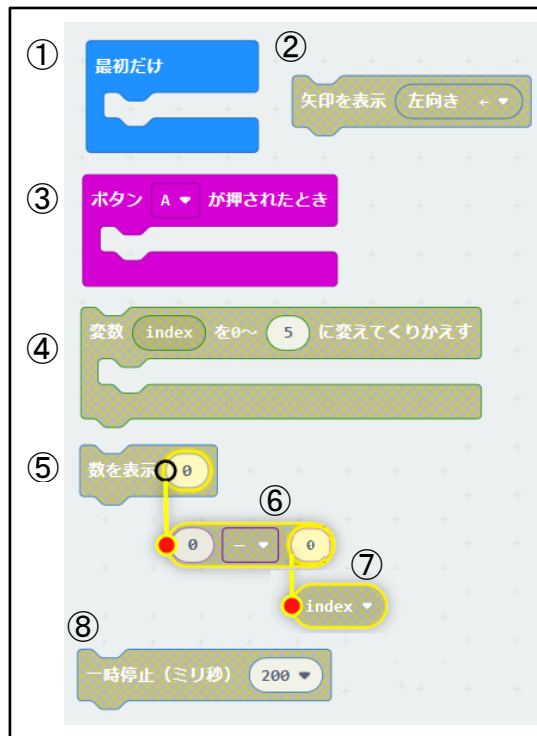 ①
最初だけ
②
矢印を表示 左向き ←
③
ボタン A が押されたとき
④
変数 index を0～ 5 に変えてくりかえす
⑤
数を表示 0
⑥
0 - 0
⑦
index
⑧
一時停止（ミリ秒） 200